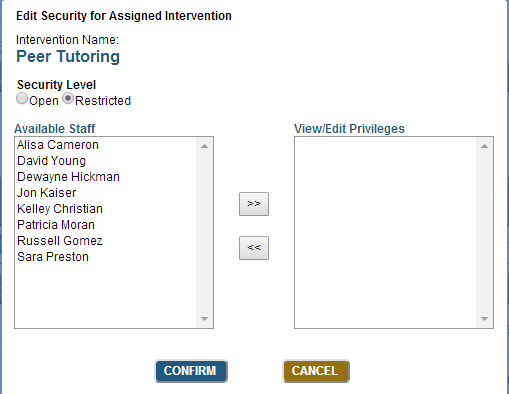 Edit Security for Assigned Intervention
Intervention Name:
Peer Tutoring
Security Level
Open Restricted
Available Staff
Alisa Cameron
David Young
Dewayne Hickman
Jon Kaiser
Kelley Christian
Patricia Moran
Russell Gomez
Sara Preston
>>
<<
View/Edit Privileges
CONFIRM CANCEL